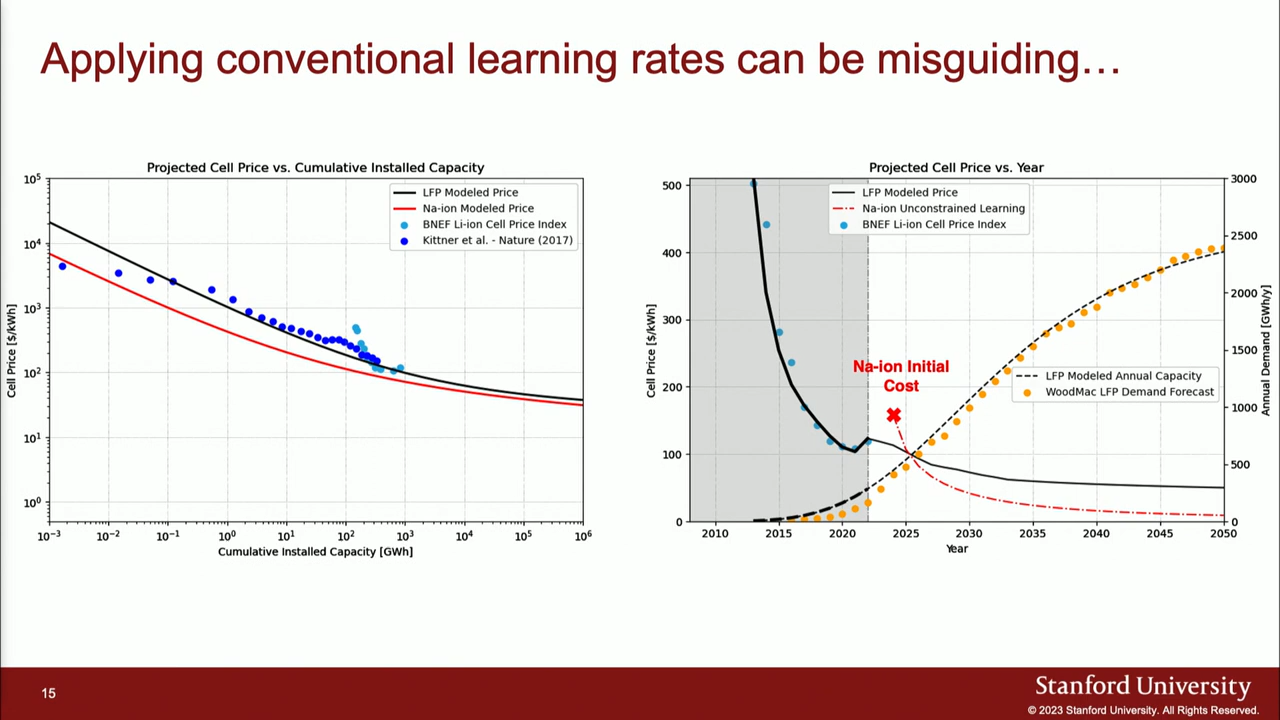 Applying conventional learning rates can be misguiding…
Projected Cell Price vs. Cumulative Installed Capacity
Cell Price [$/kWh]
10⁵
10⁴
10³
10²
10¹
10⁰
LFP Modeled Price
Na-ion Modeled Price
BNEF Li-ion Cell Price Index
Kittner et al. - Nature (2017)
10⁻³ 10⁻² 10⁻¹ 10⁰ 10¹ 10² 10³ 10⁴ 10⁵ 10⁶
Cumulative Installed Capacity [GWh]
Projected Cell Price vs. Year
Cell Price [$/kWh]
500
400
300
200
100
0
LFP Modeled Price
Na-ion Unconstrained Learning
BNEF Li-ion Cell Price Index
Na-ion Initial
Cost
LFP Modeled Annual Capacity
WoodMac LFP Demand Forecast
3000
2500
2000
1500
1000
500
0
Annual Demand [GWh/y]
2010 2015 2020 2025 2030 2035 2040 2045 2050
Year
15
Stanford University
© 2023 Stanford University. All Rights Reserved.